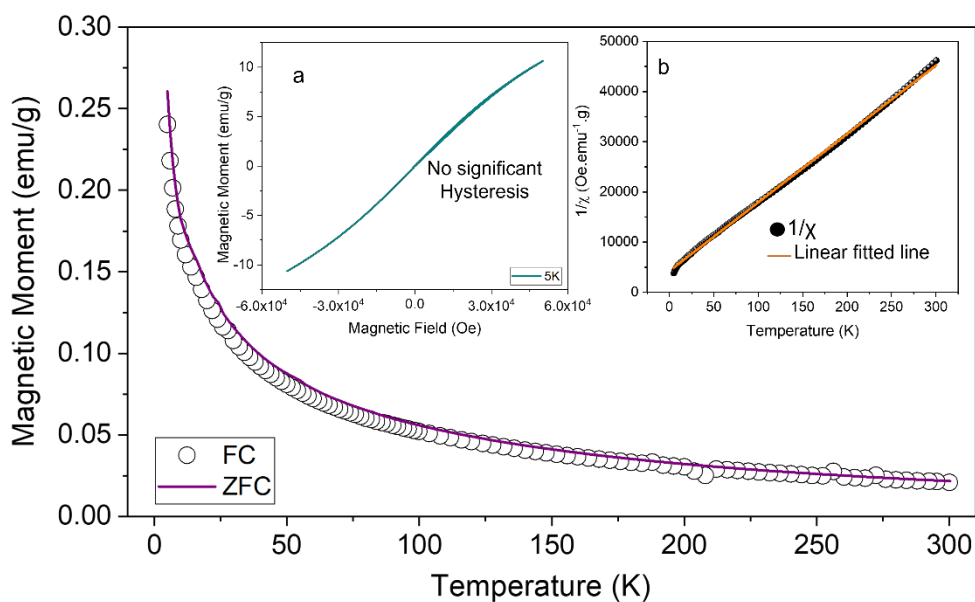 0.30
0.25
0.20
0.15
0.10
0.05
0.00
Magnetic Moment (emu/g)
0
50
100
150
200
250
300
Temperature (K)
FC
ZFC
a
10
5
0
-5
-10
Magnetic Moment (emu/g)
No significant
Hysteresis
5K
-6.0x10⁴
-3.0x10⁴
0.0
3.0x10⁴
6.0x10⁴
Magnetic Field (Oe)
b
50000
40000
30000
20000
10000
0
1/χ (Oe.emu⁻¹.g)
1/χ
Linear fitted line
0
50
100
150
200
250
300
Temperature (K)